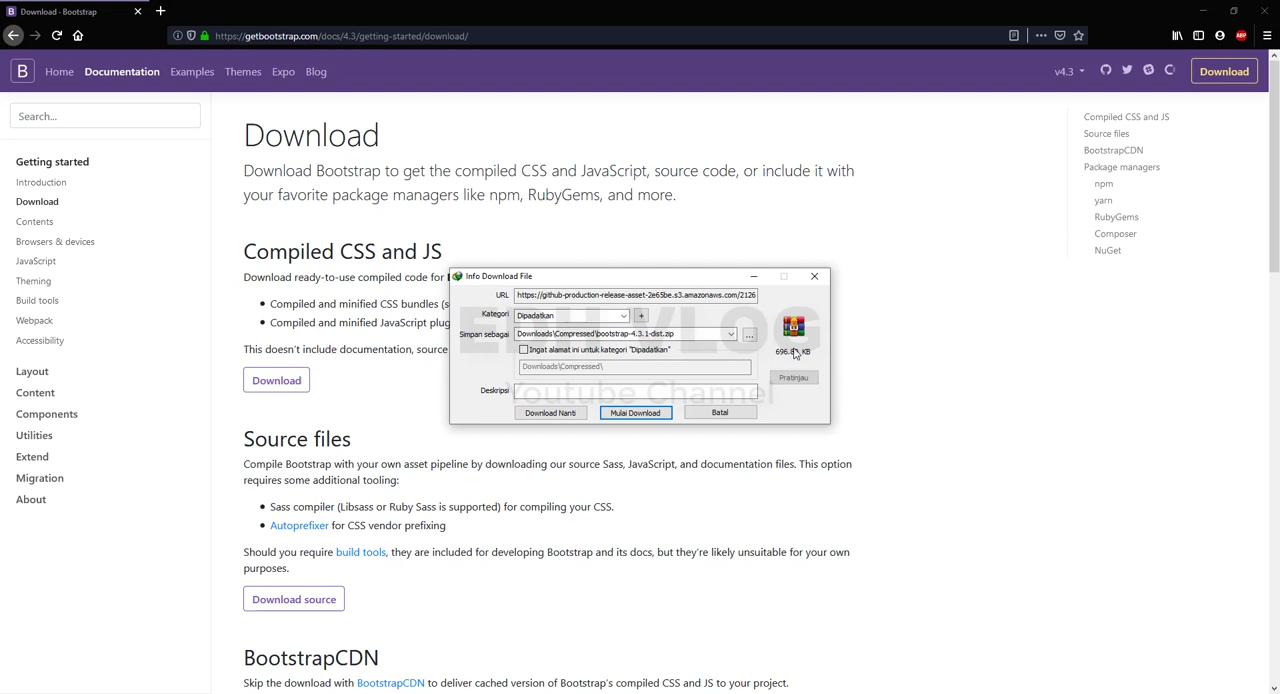 Download · Bootstrap
https://getbootstrap.com/docs/4.3/getting-started/download/
ABP
B Home Documentation Examples Themes Expo Blog v4.3 Download
Search...
Getting started
Introduction
Download
Contents
Browsers & devices
JavaScript
Theming
Build tools
Webpack
Accessibility
Layout
Content
Components
Utilities
Extend
Migration
About
Download
Download Bootstrap to get the compiled CSS and JavaScript, source code, or include it with
your favorite package managers like npm, RubyGems, and more.
Compiled CSS and JS
Download ready-to-use compiled code for
Compiled and minified CSS bundles (s
Compiled and minified JavaScript plug
This doesn't include documentation, source
Download
Source files
Compile Bootstrap with your own asset pipeline by downloading our source Sass, JavaScript, and documentation files. This option
requires some additional tooling:
Sass compiler (Libsass or Ruby Sass is supported) for compiling your CSS.
Autoprefixer for CSS vendor prefixing
Should you require build tools, they are included for developing Bootstrap and its docs, but they're likely unsuitable for your own
purposes.
Download source
BootstrapCDN
Skip the download with BootstrapCDN to deliver cached version of Bootstrap's compiled CSS and JS to your project.
Info Download File
URL https://github-production-release-asset-2e65be.s3.amazonaws.com/2126
Kategori Dipadatkan +
Simpan sebagai Downloads\Compressed\bootstrap-4.3.1-dist.zip ...
Ingat alamat ini untuk kategori "Dipadatkan"
Downloads\Compressed\
Deskripsi
Download Nanti Mulai Download Batal
KB
Pratinjau
VLOG
Youtube Channel
Compiled CSS and JS
Source files
BootstrapCDN
Package managers
npm
yarn
RubyGems
Composer
NuGet